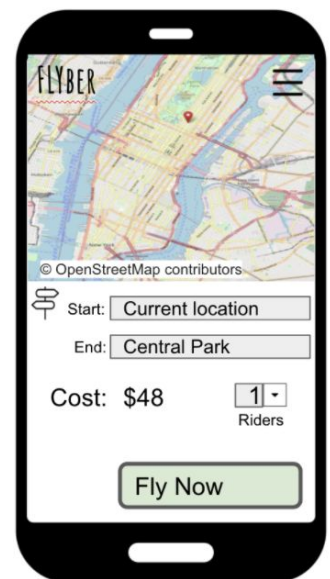 FLYBER
© OpenStreetMap contributors
Start: Current location
End: Central Park
Cost: $48 1
Riders
Fly Now